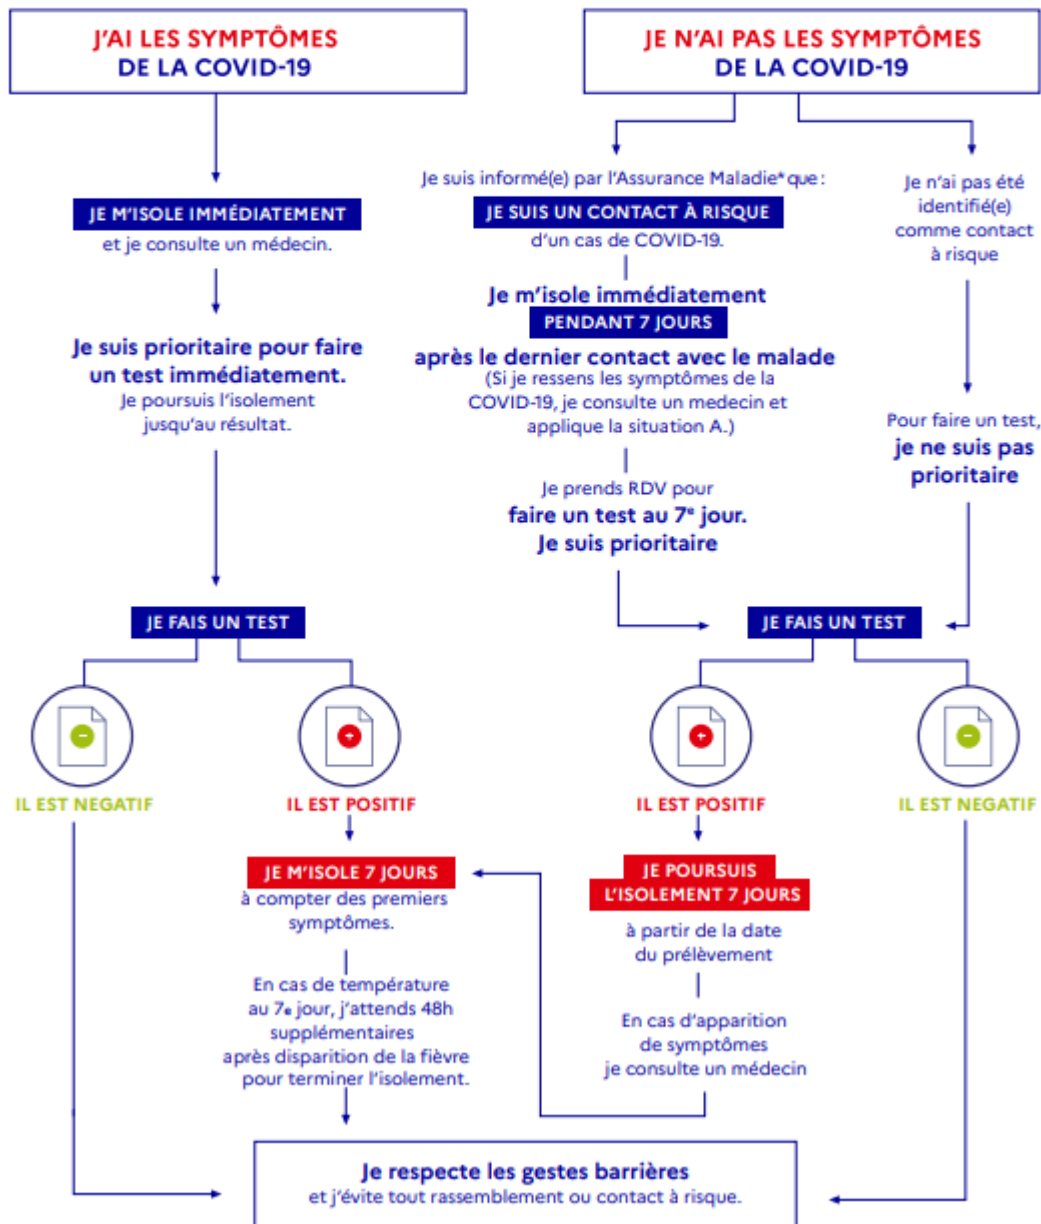 J'AI LES SYMPTÔMES
DE LA COVID-19
JE N'AI PAS LES SYMPTÔMES
DE LA COVID-19
JE M'ISOLE IMMÉDIATEMENT
et je consulte un médecin.
Je suis prioritaire pour faire
un test immédiatement.
Je poursuis l'isolement
jusqu'au résultat.
Je suis informé(e) par l'Assurance Maladie* que :
JE SUIS UN CONTACT À RISQUE
d'un cas de COVID-19.
Je m'isole immédiatement
PENDANT 7 JOURS
après le dernier contact avec le malade
(Si je ressens les symptômes de la
COVID-19, je consulte un medecin et
applique la situation A.)
Je prends RDV pour
faire un test au 7e jour.
Je suis prioritaire
Je n'ai pas été
identifié(e)
comme contact
à risque
Pour faire un test,
je ne suis pas
prioritaire
JE FAIS UN TEST
JE FAIS UN TEST
IL EST NEGATIF
IL EST POSITIF
IL EST POSITIF
IL EST NEGATIF
JE M'ISOLE 7 JOURS
à compter des premiers
symptômes.
En cas de température
au 7e jour, j'attends 48h
supplémentaires
après disparition de la fièvre
pour terminer l'isolement.
JE POURSUIS
L'ISOLEMENT 7 JOURS
à partir de la date
du prélèvement
En cas d'apparition
de symptômes
je consulte un médecin
Je respecte les gestes barrières
et j'évite tout rassemblement ou contact à risque.